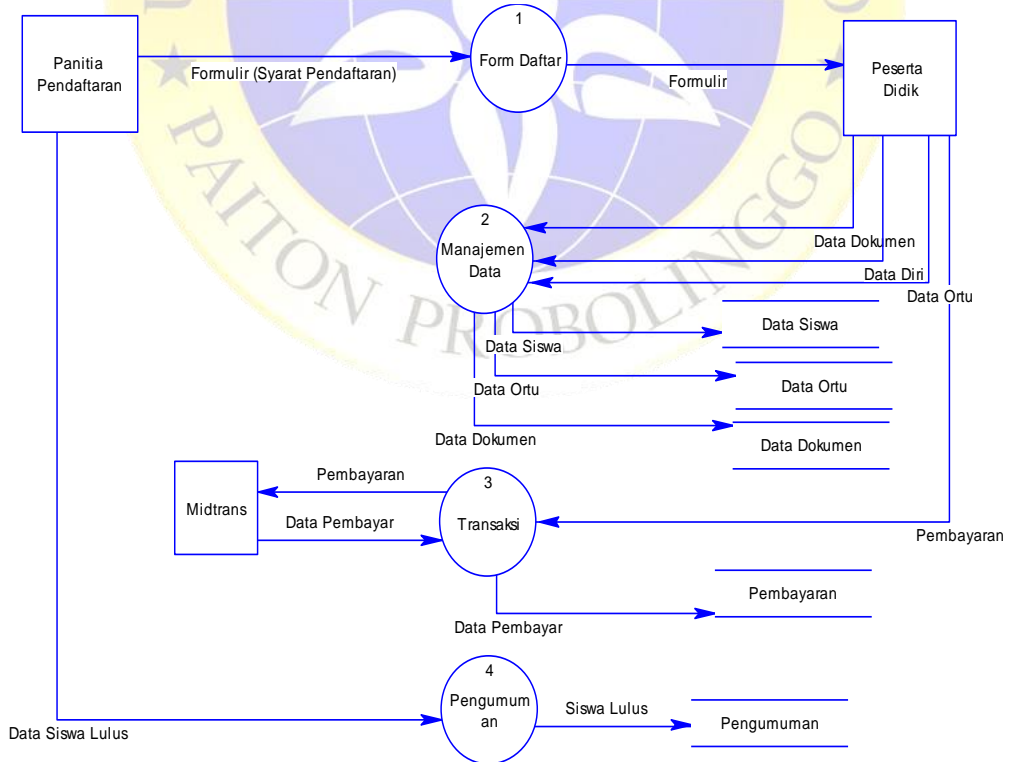 1
Form Daftar
Panitia
Pendaftaran
Formulir (Syarat Pendaftaran)
Formulir
Peserta
Didik
PAITON PROBOLINGGO
2
Manajemen
Data
Data Dokumen
Data Diri
Data Ortu
Data Siswa
Data Siswa
Data Ortu
Data Ortu
Data Dokumen
Data Dokumen
Midtrans
Pembayaran
Data Pembayar
3
Transaksi
Pembayaran
Pembayaran
Data Pembayar
4
Pengumum
an
Siswa Lulus
Pengumuman
Data Siswa Lulus